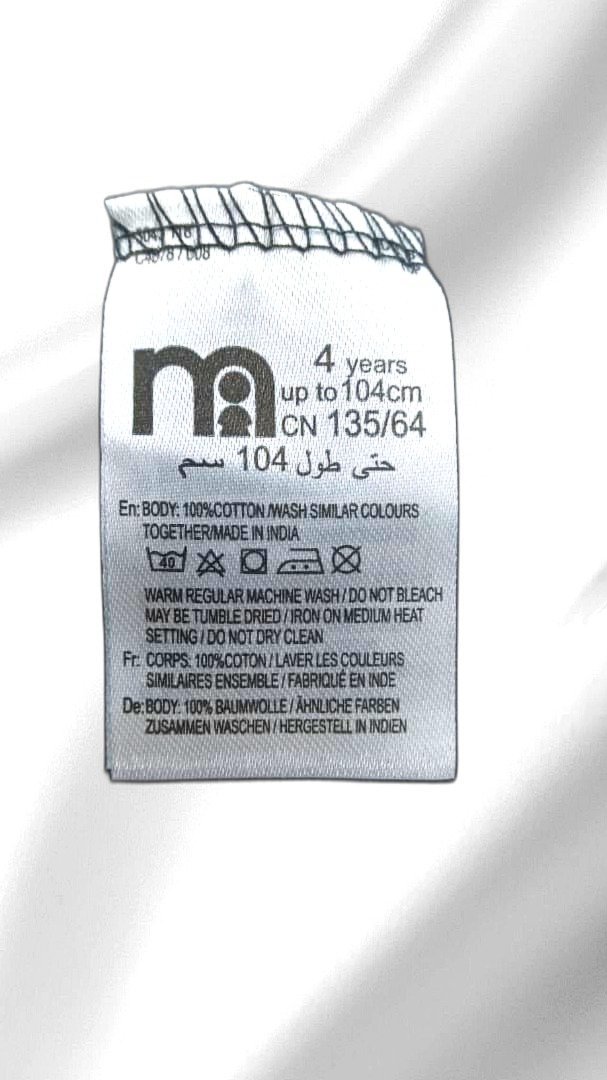 4 years
up to 104cm
CN 135/64
حتى طول 104 سم
En: BODY: 100%COTTON /WASH SIMILAR COLOURS
TOGETHER/MADE IN INDIA
40
WARM REGULAR MACHINE WASH / DO NOT BLEACH
MAY BE TUMBLE DRIED / IRON ON MEDIUM HEAT
SETTING / DO NOT DRY CLEAN
Fr: CORPS: 100%COTON / LAVER LES COULEURS
SIMILAIRES ENSEMBLE / FABRIQUÉ EN INDE
De: BODY: 100% BAUMWOLLE / ÄHNLICHE FARBEN
ZUSAMMEN WASCHEN / HERGESTELL IN INDIEN